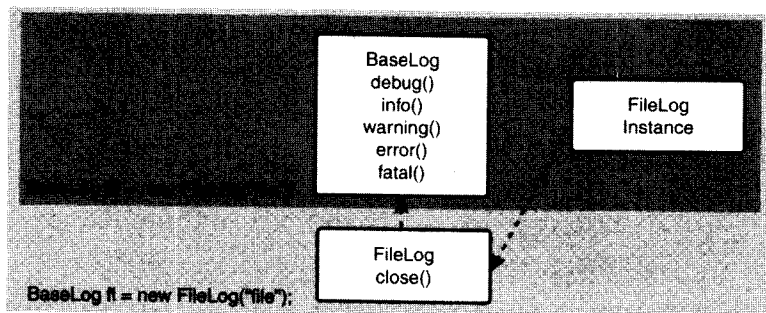 BaseLog
debug()
info()
warning()
error()
fatal()
FileLog
Instance
FileLog
close()
BaseLog fl = new FileLog("file");